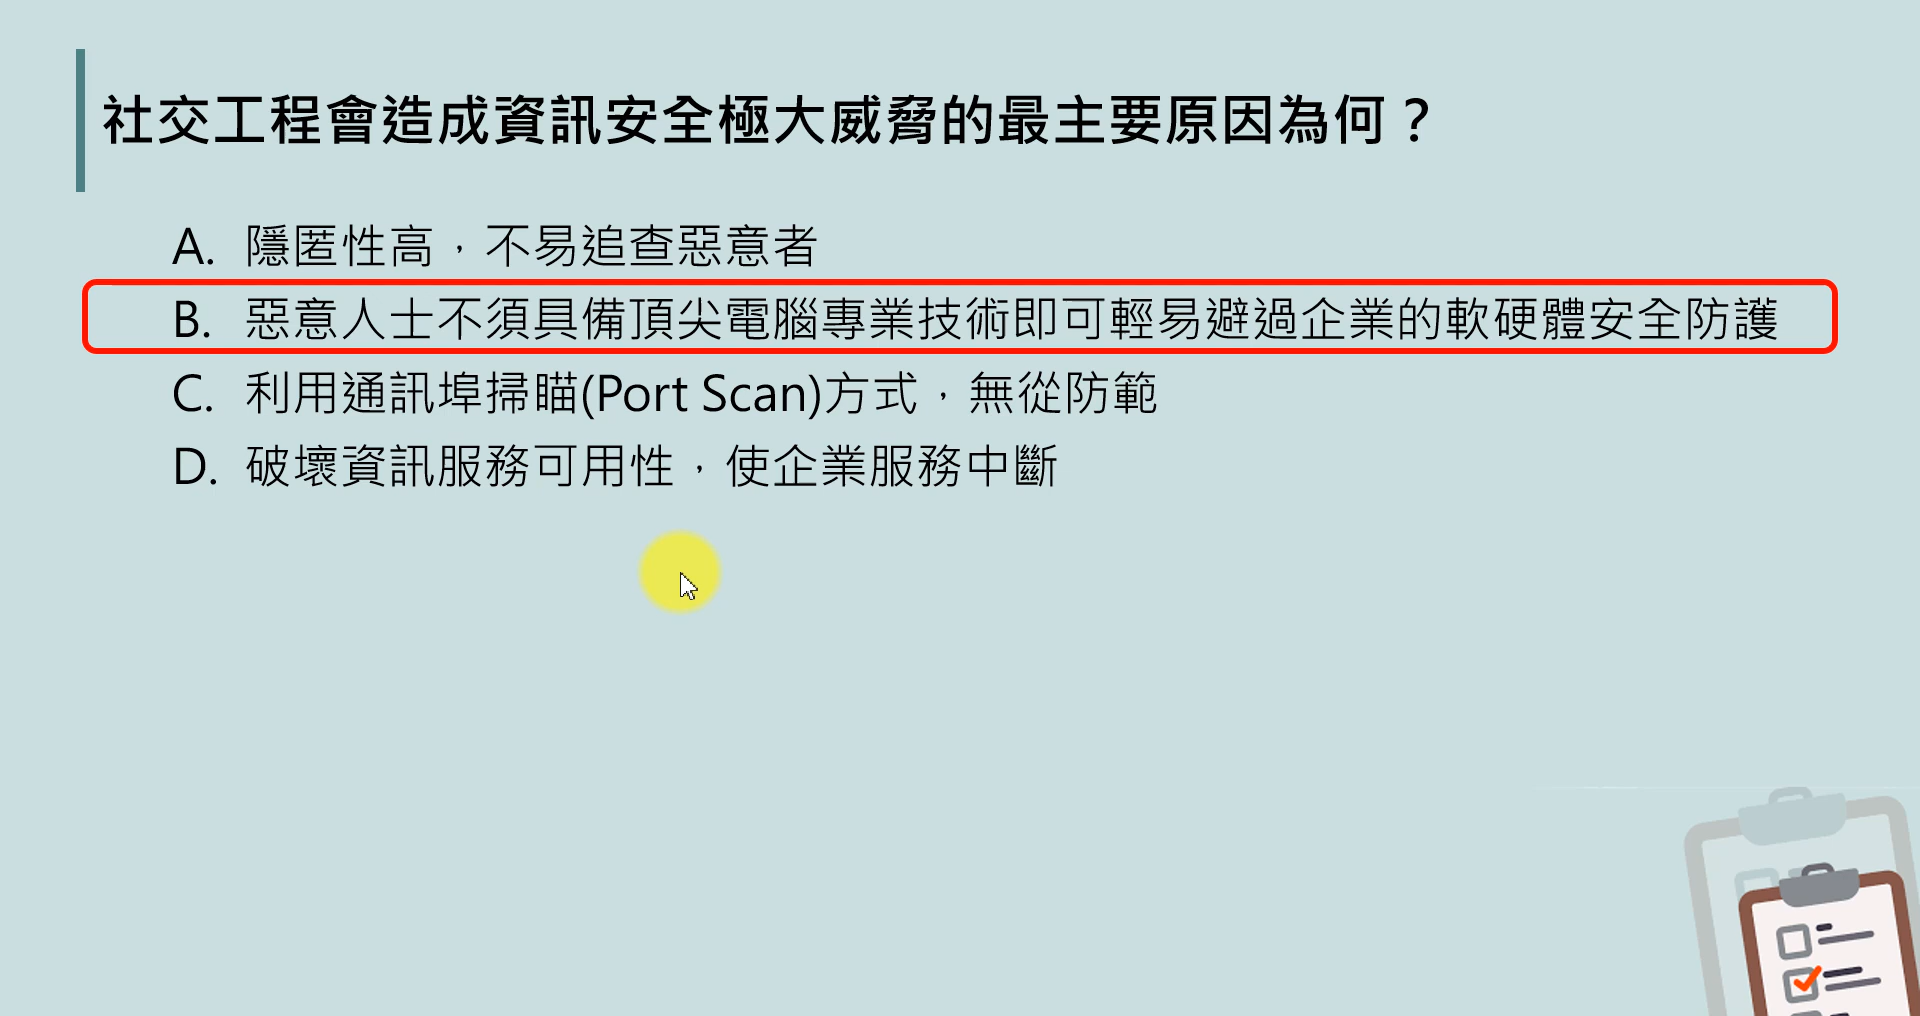 社交工程會造成資訊安全極大威脅的最主要原因為何？
A. 隱匿性高，不易追查惡意者
B. 惡意人士不須具備頂尖電腦專業技術即可輕易避過企業的軟硬體安全防護
C. 利用通訊埠掃瞄(Port Scan)方式，無從防範
D. 破壞資訊服務可用性，使企業服務中斷